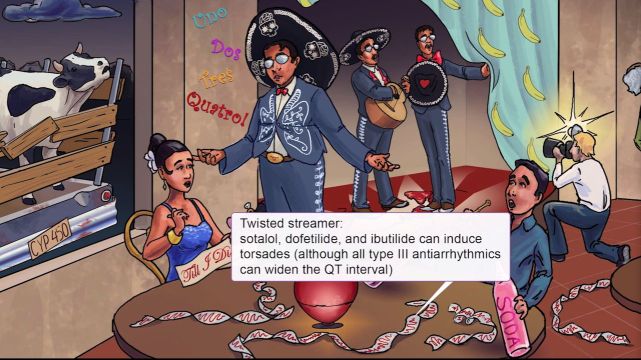 Uno
Dos
Tres
Quatro!
CYP 450
Twisted streamer:
sotalol, dofetilide, and ibutilide can induce
torsades (although all type III antiarrhythmics
can widen the QT interval)
Till I Di
SODA